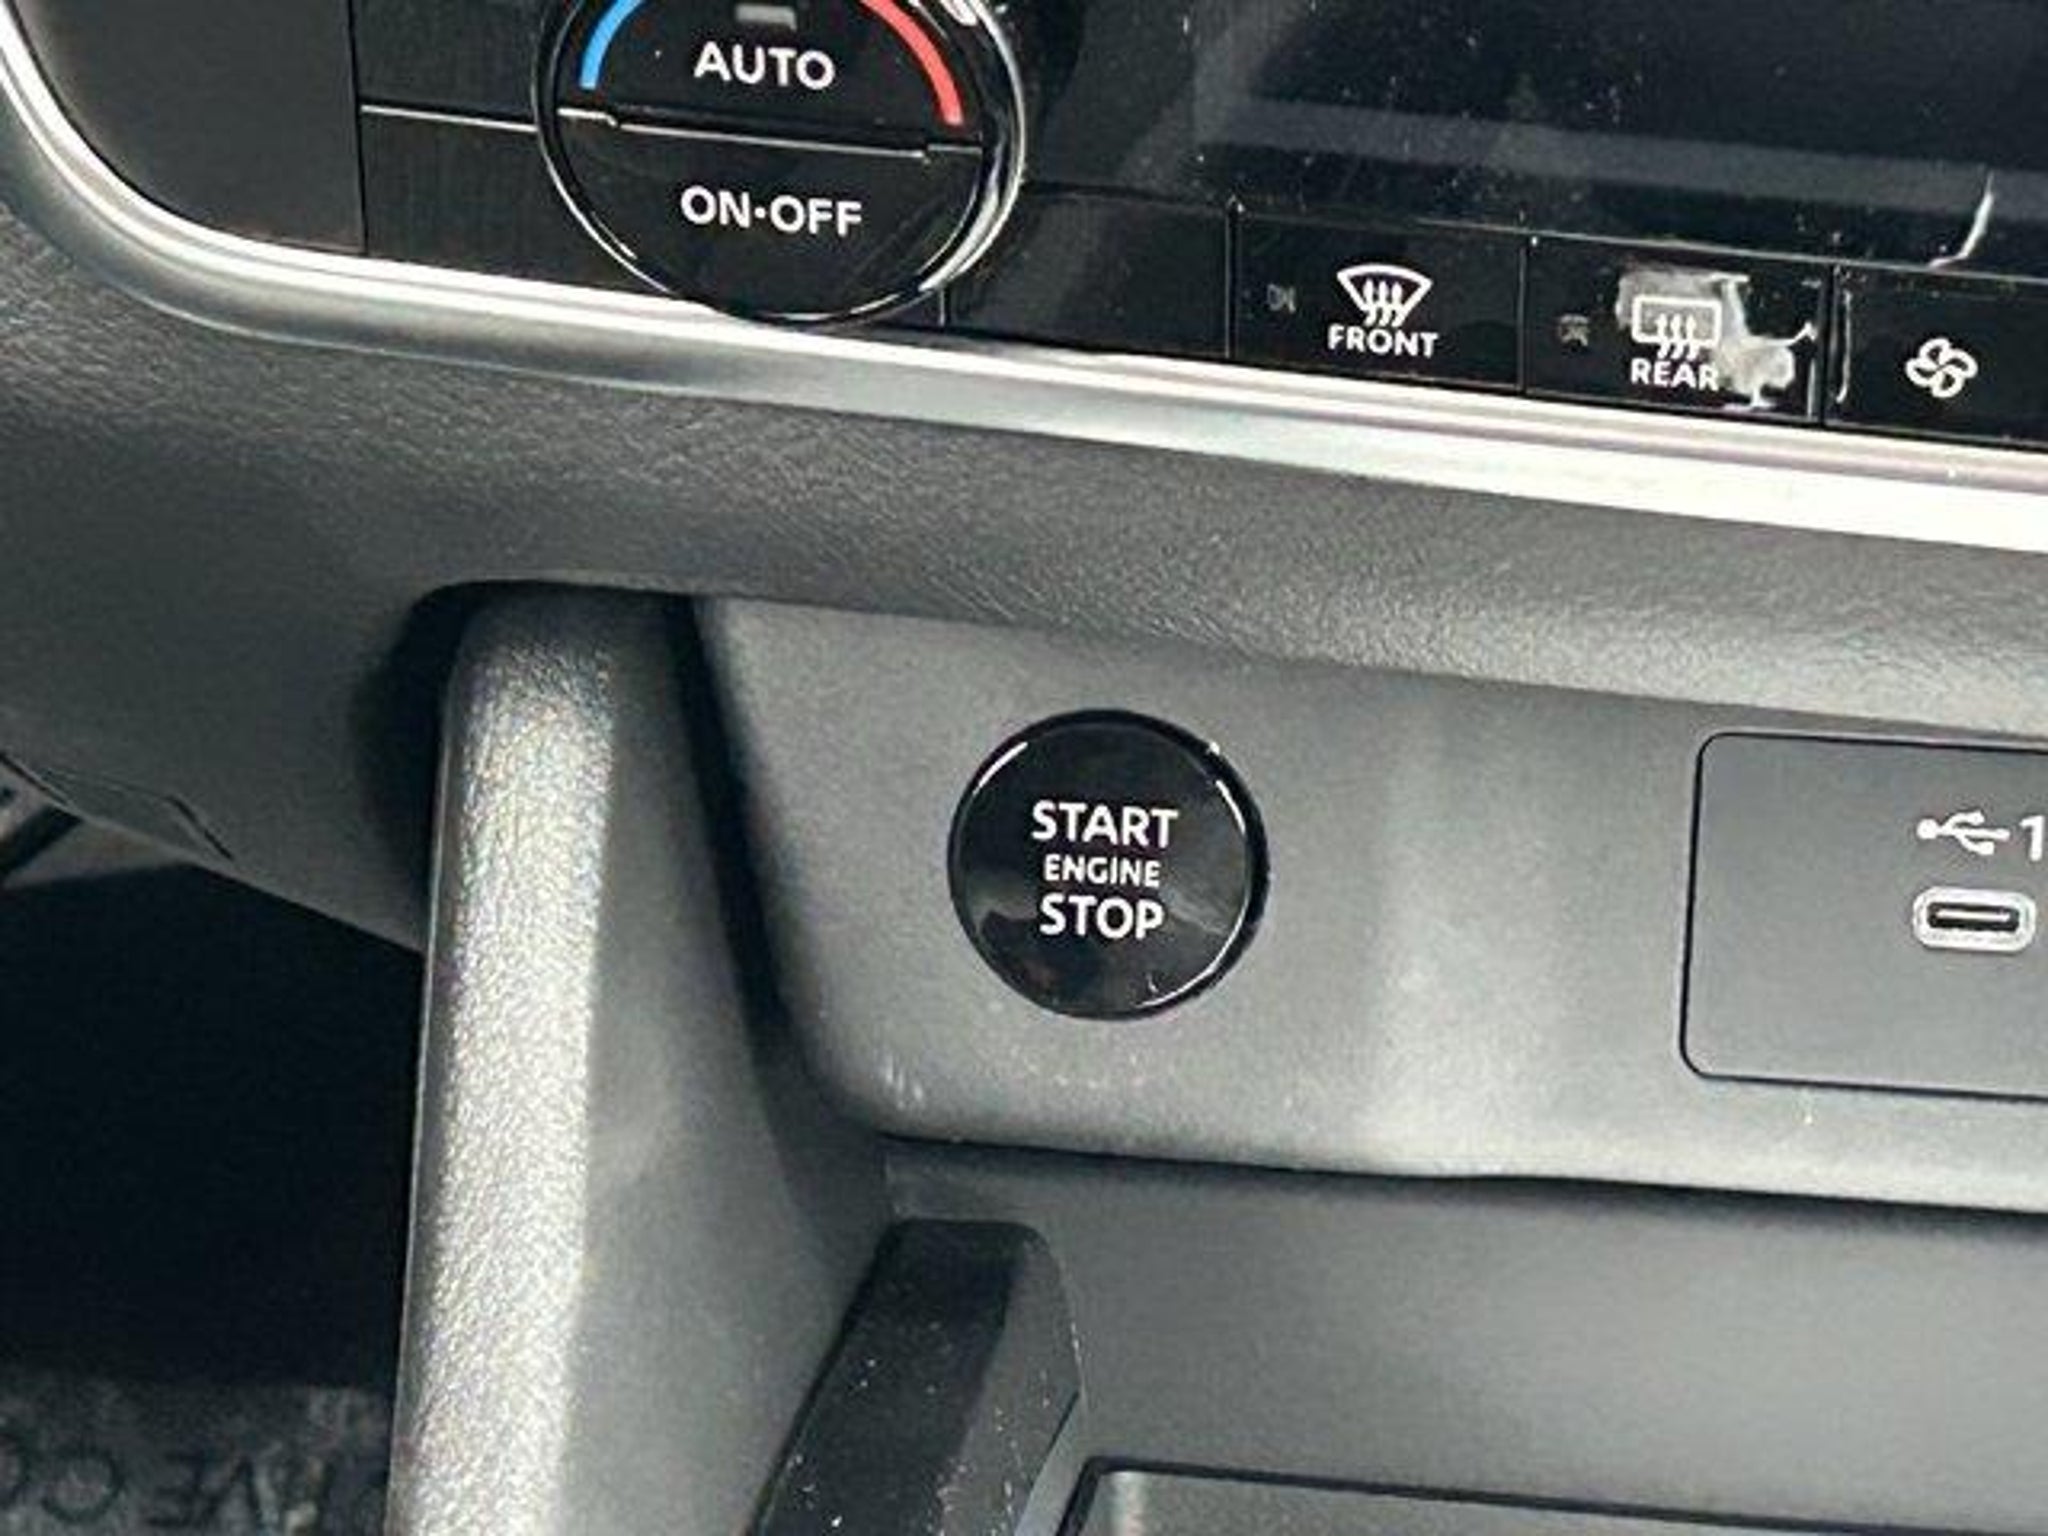 AUTO
ON·OFF
FRONT
REAR
START
ENGINE
STOP
1